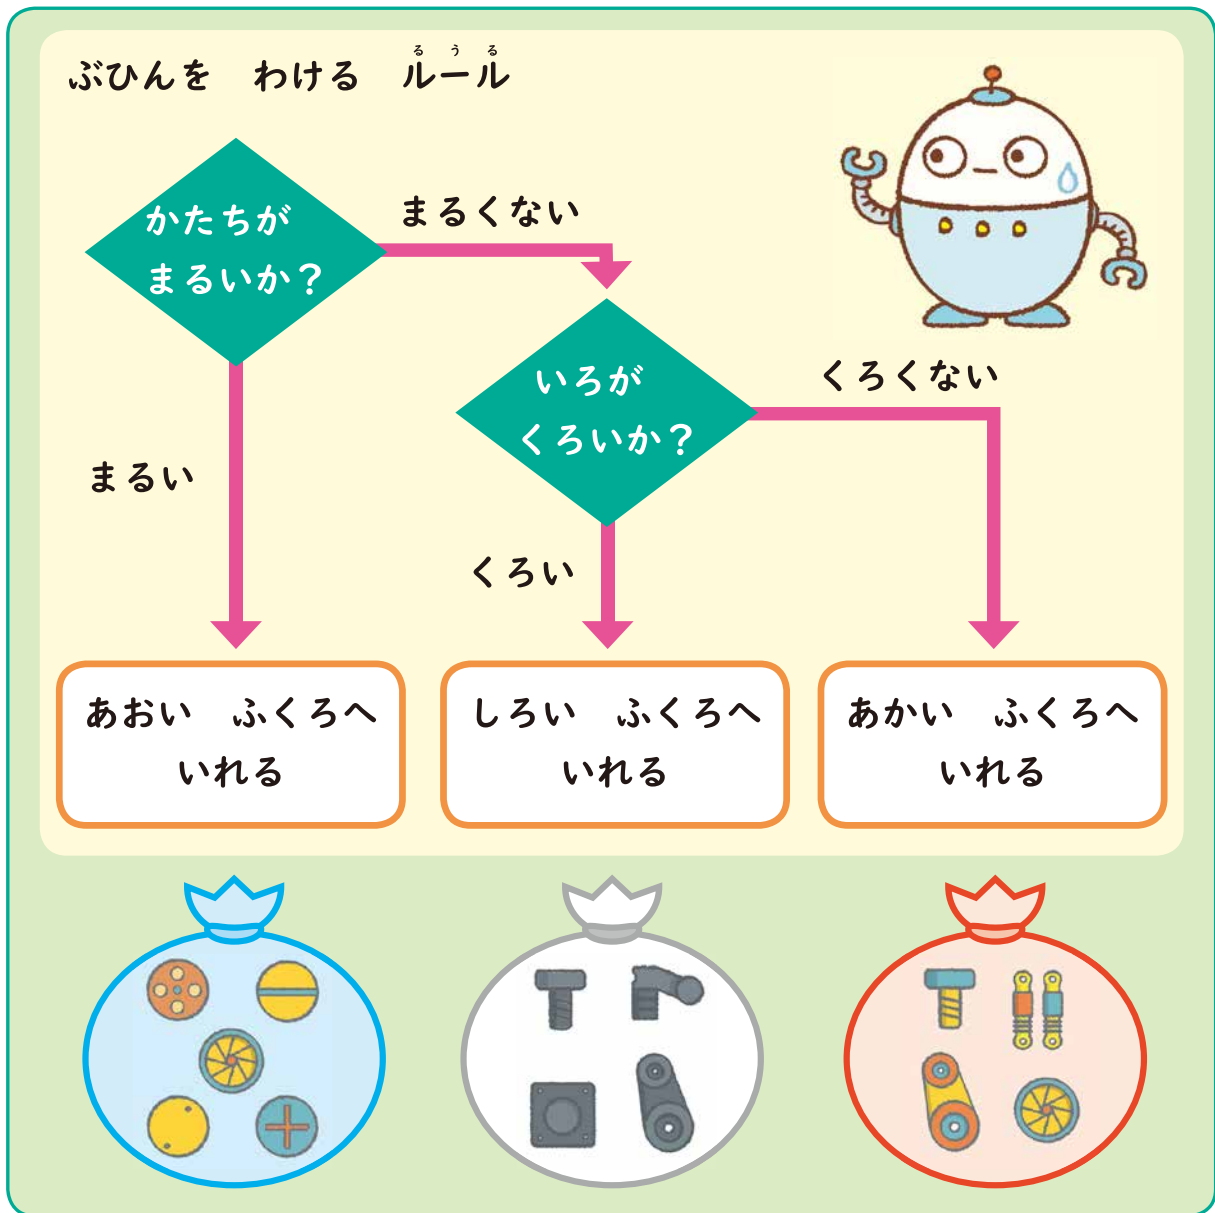 ぶひんを　わける　ルール
るうる
かたちが
まるいか？
まるくない
いろが
くろいか？
くろくない
まるい
くろい
あおい　ふくろへ
いれる
しろい　ふくろへ
いれる
あかい　ふくろへ
いれる